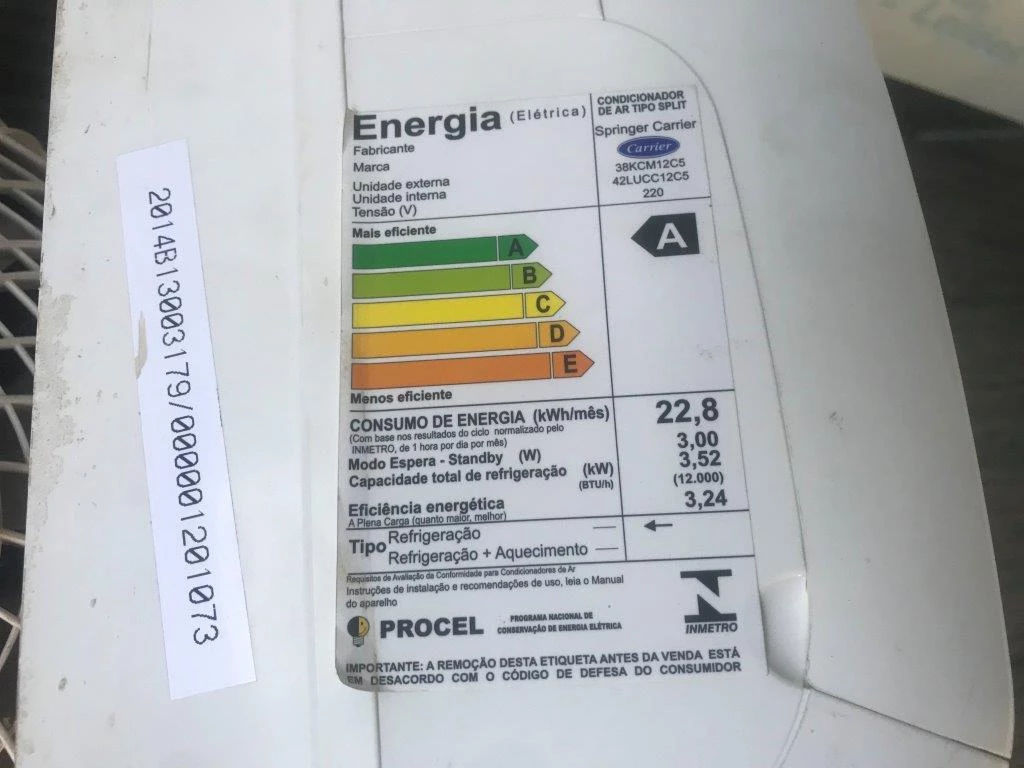 2014B13003179/0000001201073
Energia (Elétrica)
Fabricante
Marca
Unidade externa
Unidade interna
Tensão (V)
CONDICIONADOR
DE AR TIPO SPLIT
Springer Carrier
Carrier
38KCM12C5
42LUCC12C5
220
Mais eficiente
A
B
C
D
E
Menos eficiente
A
CONSUMO DE ENERGIA (kWh/mês) 22,8
(Com base nos resultados do ciclo normalizado pelo
INMETRO, de 1 hora por dia por mês)
Modo Espera - Standby (W) 3,00
Capacidade total de refrigeração (kW) 3,52
(BTU/h) (12.000)
Eficiência energética 3,24
A Plena Carga (quanto maior, melhor)
Tipo
Refrigeração
Refrigeração + Aquecimento
Requisitos de Avaliação da Conformidade para Condicionadores de Ar
Instruções de instalação e recomendações de uso, leia o Manual
do aparelho
PROCEL
PROGRAMA NACIONAL DE
CONSERVAÇÃO DE ENERGIA ELÉTRICA
INMETRO
IMPORTANTE: A REMOÇÃO DESTA ETIQUETA ANTES DA VENDA ESTÁ
EM DESACORDO COM O CÓDIGO DE DEFESA DO CONSUMIDOR